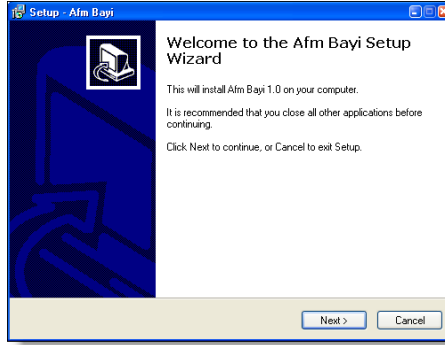 Setup - Afm Bayi
Welcome to the Afm Bayi Setup
Wizard
This will install Afm Bayi 1.0 on your computer.
It is recommended that you close all other applications before
continuing.
Click Next to continue, or Cancel to exit Setup.
Next >
Cancel